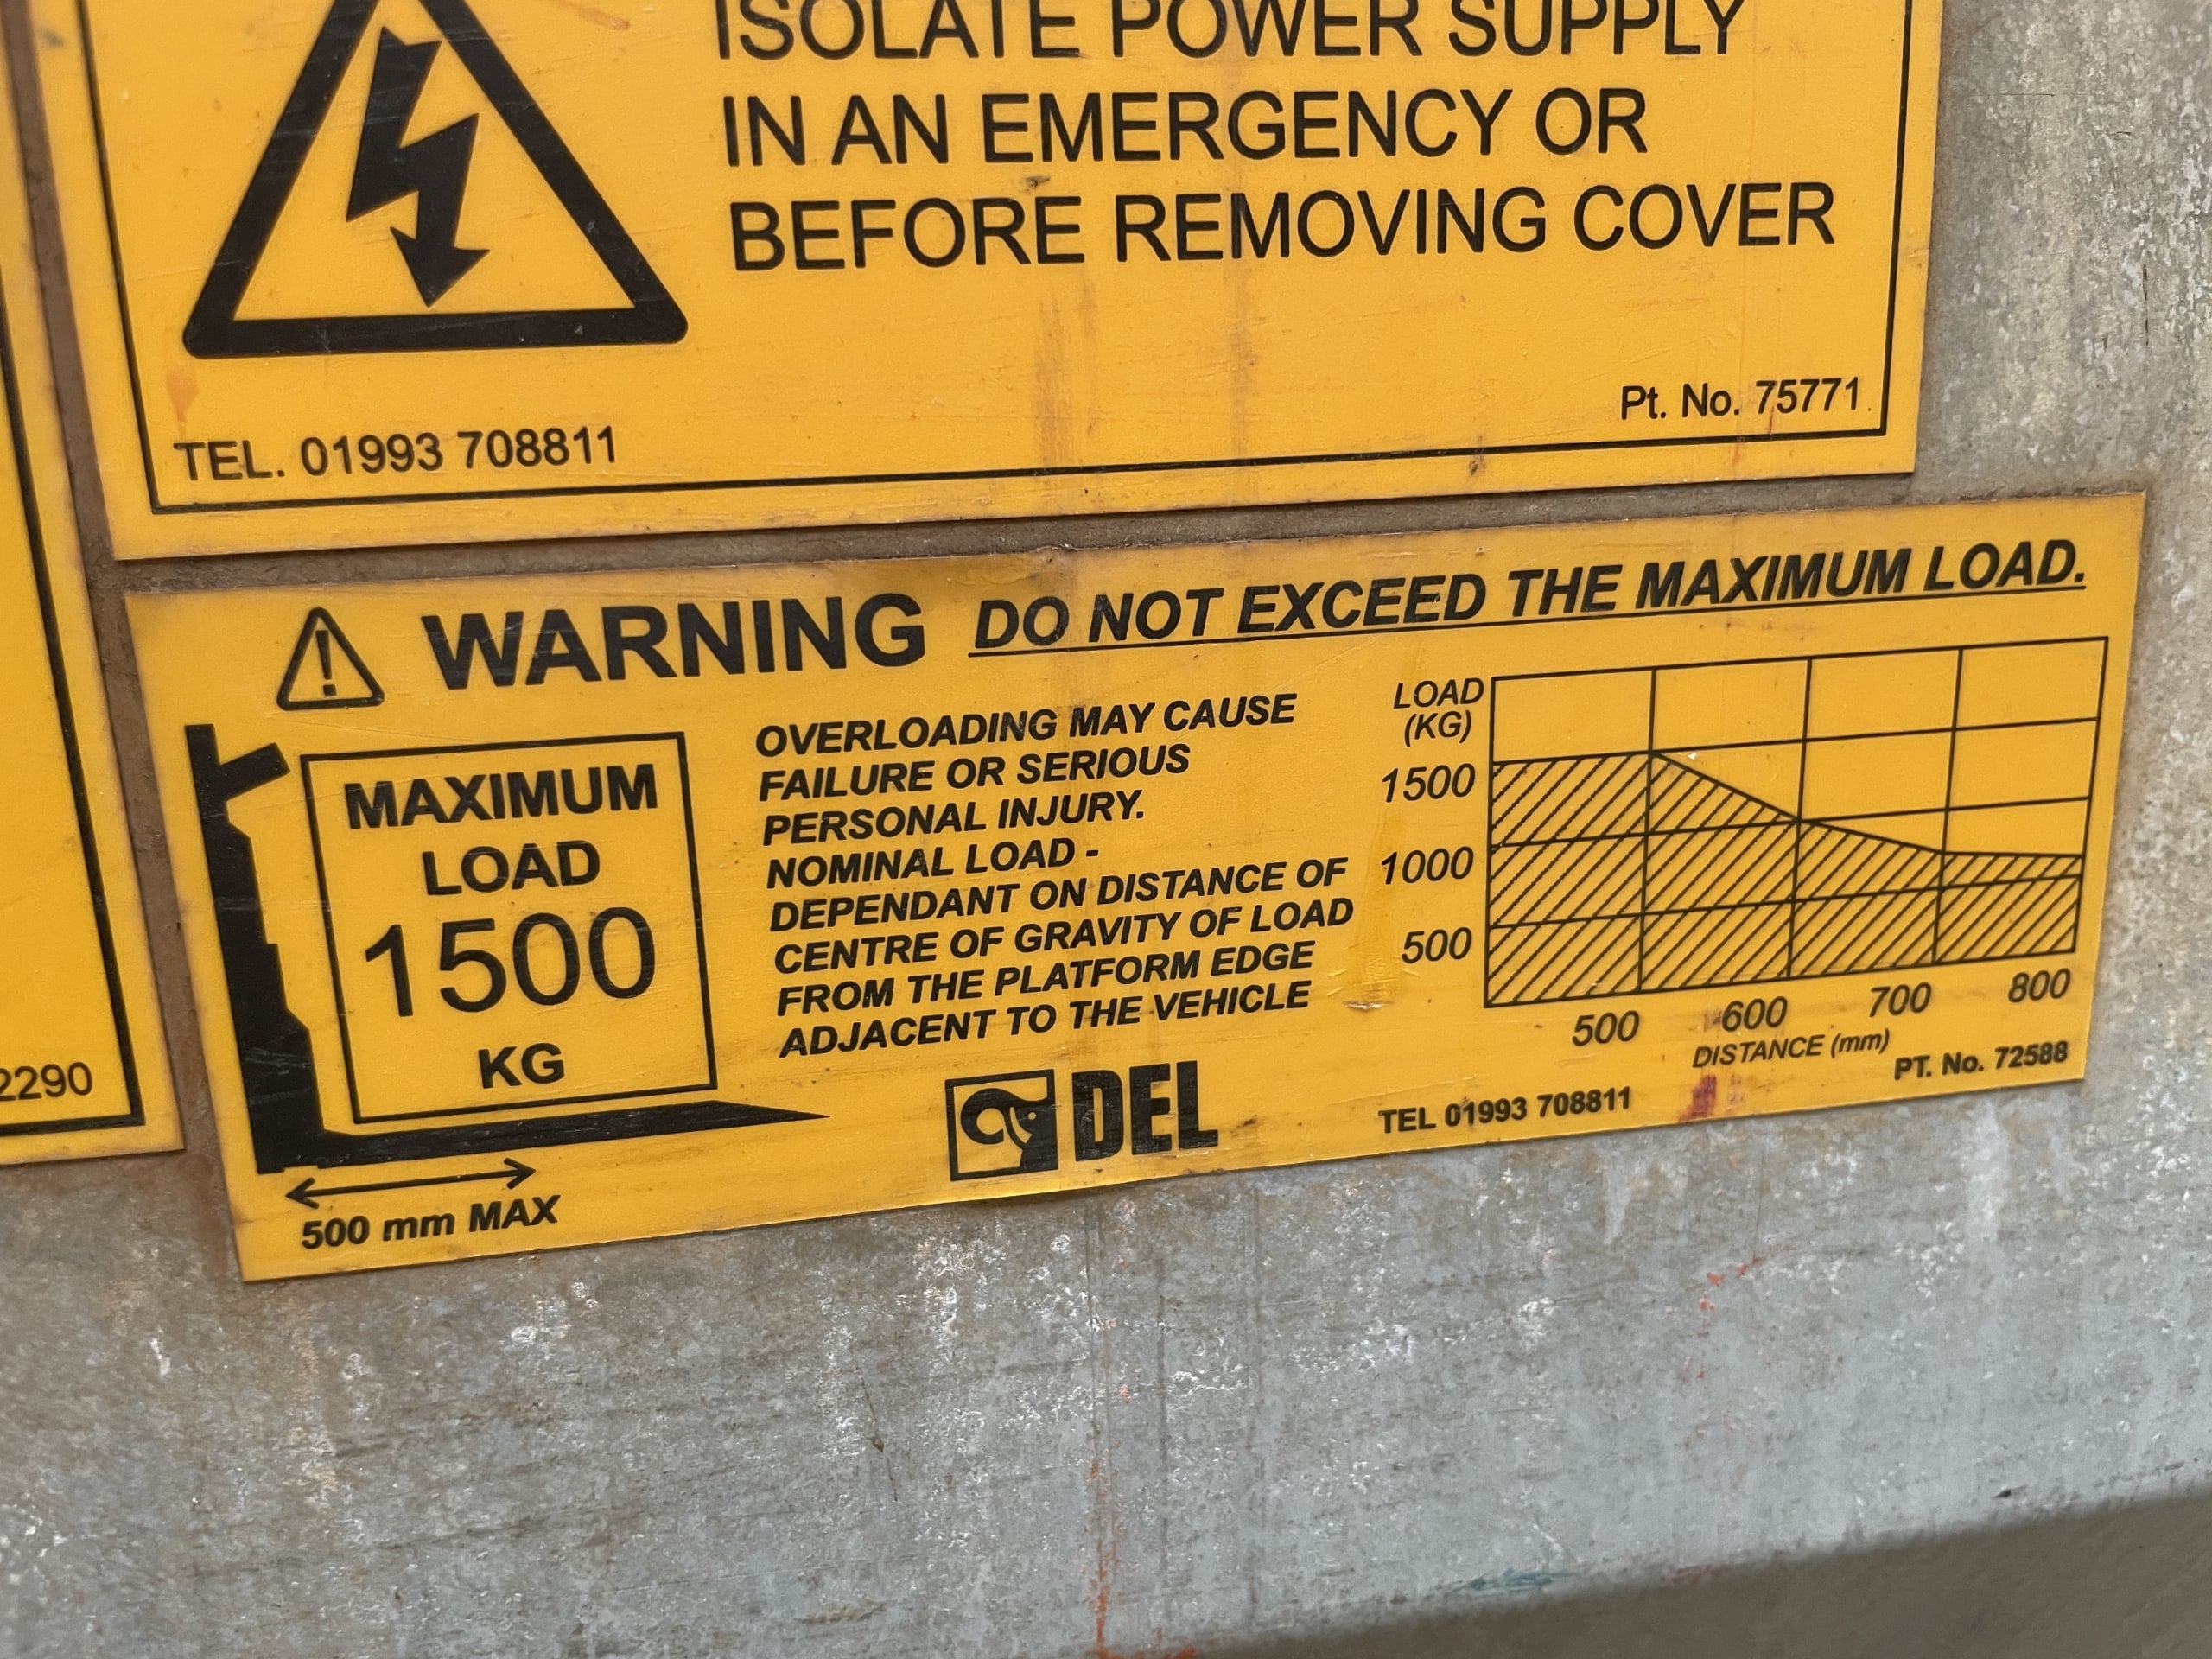 ISOLATE POWER SUPPLY
IN AN EMERGENCY OR
BEFORE REMOVING COVER
Pt. No. 75771
TEL. 01993 708811
WARNING DO NOT EXCEED THE MAXIMUM LOAD.
MAXIMUM
LOAD
1500
KG
500 mm MAX
OVERLOADING MAY CAUSE
FAILURE OR SERIOUS
PERSONAL INJURY.
NOMINAL LOAD -
DEPENDANT ON DISTANCE OF
CENTRE OF GRAVITY OF LOAD
FROM THE PLATFORM EDGE
ADJACENT TO THE VEHICLE
DEL
LOAD
(KG)
1500
1000
500
500 600 700 800
DISTANCE (mm)
PT. No. 72588
TEL 01993 708811
2290